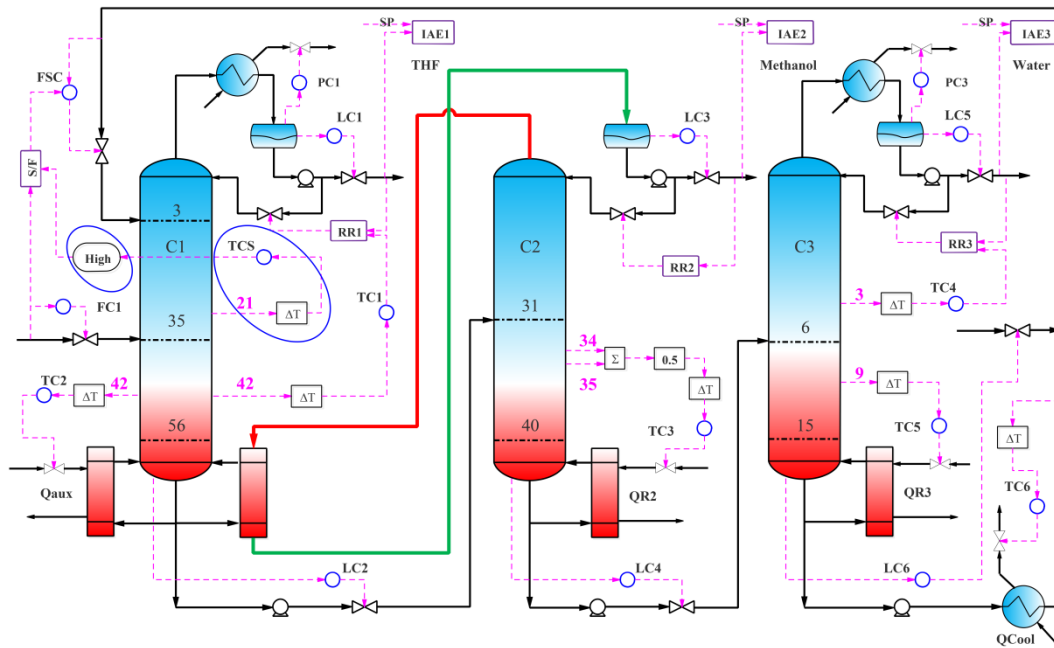 SP
IAE1
THF
SP
IAE2
Methanol
SP
IAE3
Water
FSC
PC1
LC1
LC3
PC3
LC5
S/F
3
C1
C2
C3
High
TCS
RR1
RR2
RR3
21
ΔT
TC1
FC1
35
31
34
35
Σ
0.5
ΔT
3
ΔT
TC4
6
TC2
ΔT
42
42
ΔT
9
ΔT
56
40
15
TC3
TC5
ΔT
TC6
Qaux
QR2
QR3
LC2
LC4
LC6
QCool